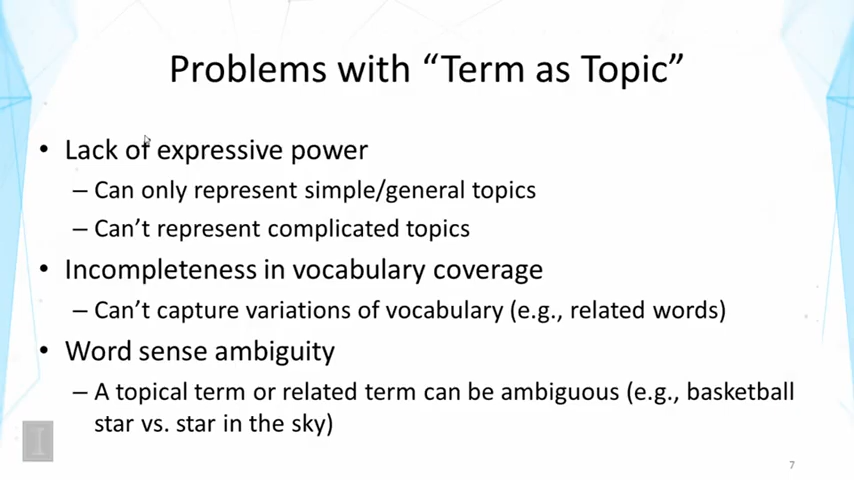 Problems with “Term as Topic”
• Lack of expressive power
– Can only represent simple/general topics
– Can’t represent complicated topics
• Incompleteness in vocabulary coverage
– Can’t capture variations of vocabulary (e.g., related words)
• Word sense ambiguity
– A topical term or related term can be ambiguous (e.g., basketball
star vs. star in the sky)
I
7